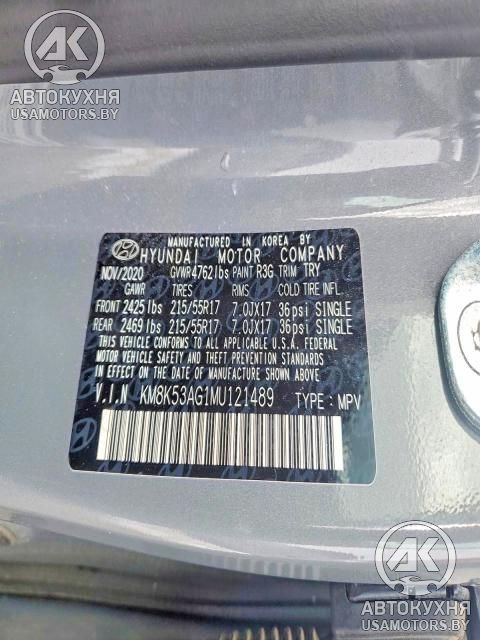 AK
АВТОКУХНЯ
USAMOTORS.BY
MANUFACTURED IN KOREA BY
HYUNDAI MOTOR COMPANY
NOV/2020 GVWR4762lbs PAINT R3G TRIM TRY
GAWR TIRES RIMS COLD TIRE INFL.
FRONT 2425lbs 215/55R17 7.0JX17 36psi SINGLE
REAR 2469lbs 215/55R17 7.0JX17 36psi SINGLE
THIS VEHICLE CONFORMS TO ALL APPLICABLE U.S.A. FEDERAL
MOTOR VEHICLE SAFETY AND THEFT PREVENTION STANDARDS
IN EFFECT ON THE DATE OF MANUFACTURE SHOWN ABOVE.
V.I.N KM8K53AG1MU121489 TYPE: MPV
AK
АВТОКУХНЯ
USAMOTORS.BY